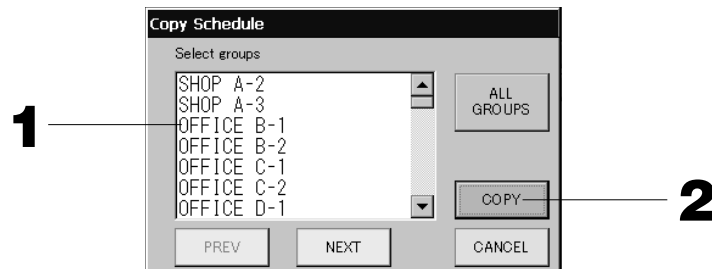 Copy Schedule
Select groups
SHOP A-2
SHOP A-3
OFFICE B-1
OFFICE B-2
OFFICE C-1
OFFICE C-2
OFFICE D-1
ALL
GROUPS
COPY
PREV
NEXT
CANCEL
1
2